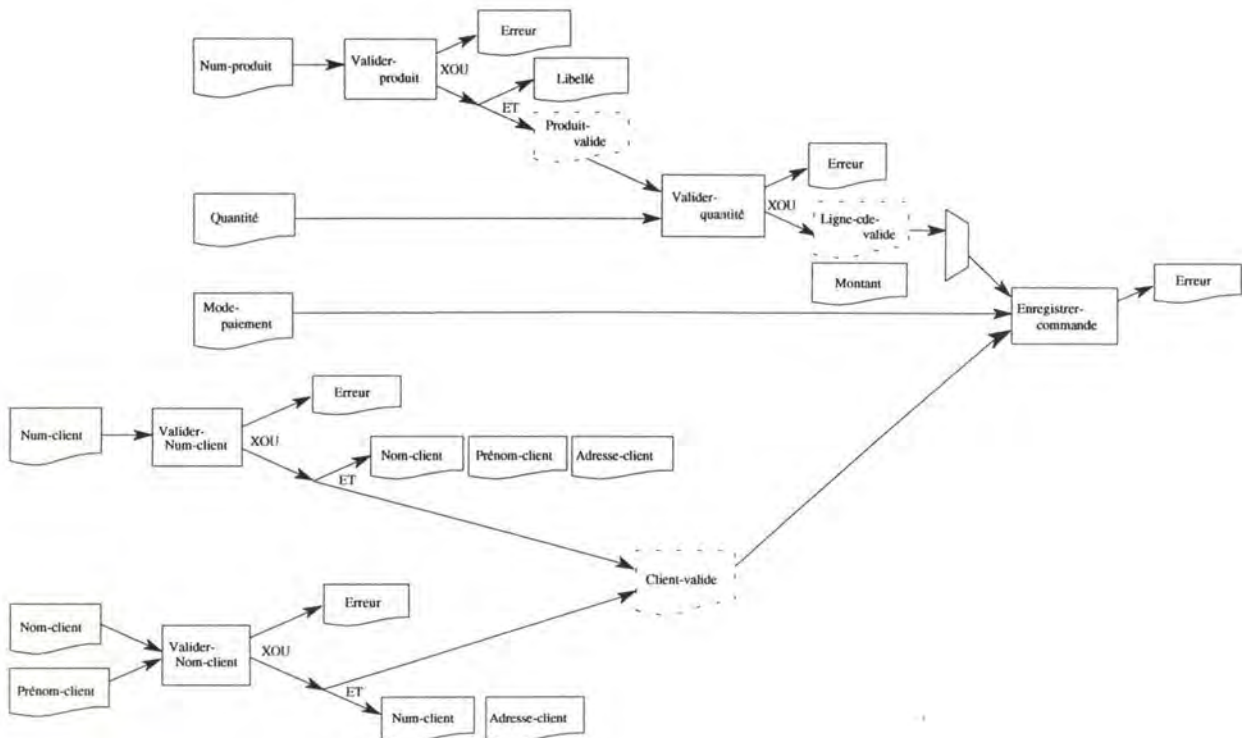 Erreur
Num-produit
Valider-
produit
XOU
Libellé
ET
Produit-
valide
Erreur
Quantité
Valider-
quantité
XOU
Ligne-cde-
valide
Montant
Erreur
Mode-
paiement
Enregistrer-
commande
Erreur
Num-client
Valider-
Num-client
XOU
Nom-client
Prénom-client
Adresse-client
ET
Client-valide
Erreur
Nom-client
Valider-
Nom-client
XOU
Prénom-client
ET
Num-client
Adresse-client